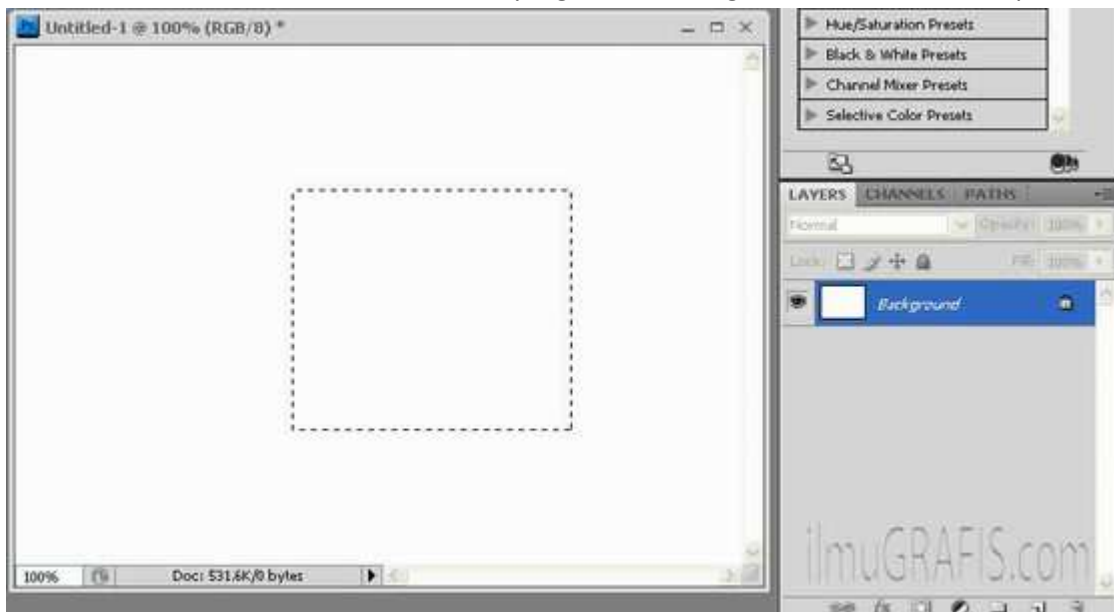 Untitled-1 @ 100% (RGB/8) *
Hue/Saturation Presets
Black & White Presets
Channel Mixer Presets
Selective Color Presets
LAYERS CHANNELS PATHS
Normal Opacity: 100%
Lock: Fill: 100%
Background
ilmuGRAFIS.com
100% Doc: 531.6K/0 bytes
fx